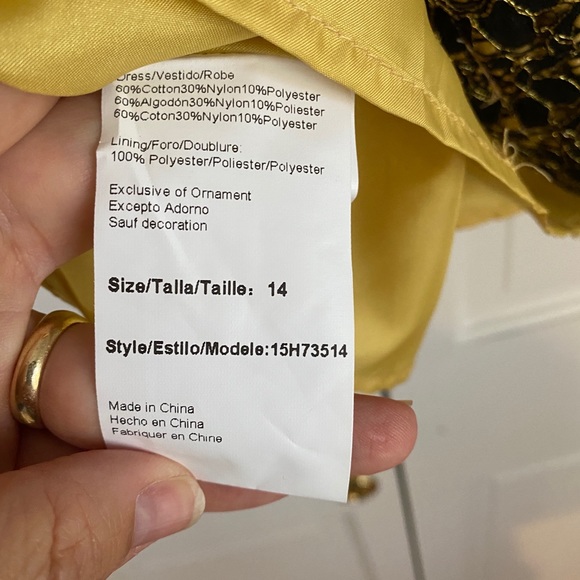 Dress/Vestido/Robe
60%Cotton30%Nylon10%Polyester
60%Algodón30%Nylon10%Poliester
60%Coton30%Nylon10%Polyester
Lining/Foro/Doublure:
100% Polyester/Poliester/Polyester
Exclusive of Ornament
Excepto Adorno
Sauf decoration
Size/Talla/Taille: 14
Style/Estilo/Modele:15H73514
Made in China
Hecho en China
Fabriquer en Chine